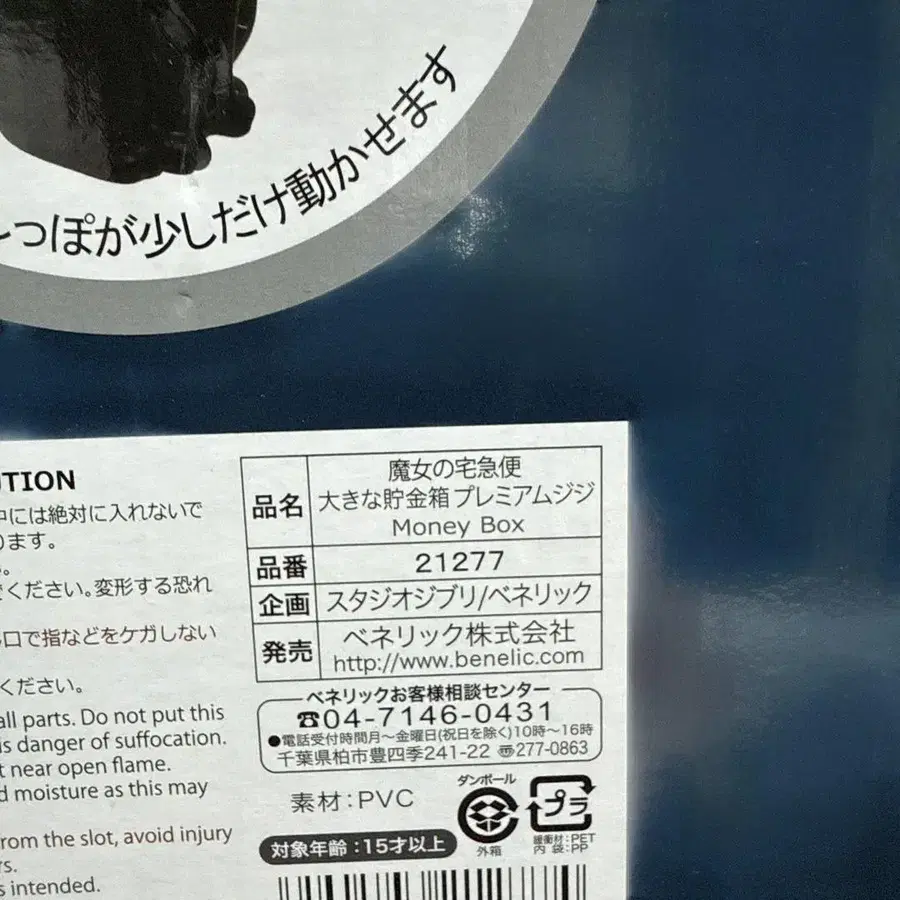 っぽが少しだけ動かせます
UTION
中には絶対に入れないで
ります。
。
ください。変形する恐れ
口で指などをケガしない
ください。
all parts. Do not put this
is danger of suffocation.
t near open flame.
d moisture as this may
rom the slot, avoid injury
rs.
s intended.
品名
魔女の宅急便
大きな貯金箱 プレミアムジジ
Money Box
品番 21277
企画 スタジオジブリ/ベネリック
発売
ベネリック株式会社
http://www.benelic.com
ベネリックお客様相談センター
☎04-7146-0431
●電話受付時間月～金曜日(祝日を除く)10時～16時
千葉県柏市豊四季241-22 〠277-0863
素材:PVC
ダンボール
外箱
プラ
緩衝材:PET
内袋:PP
対象年齢:15才以上